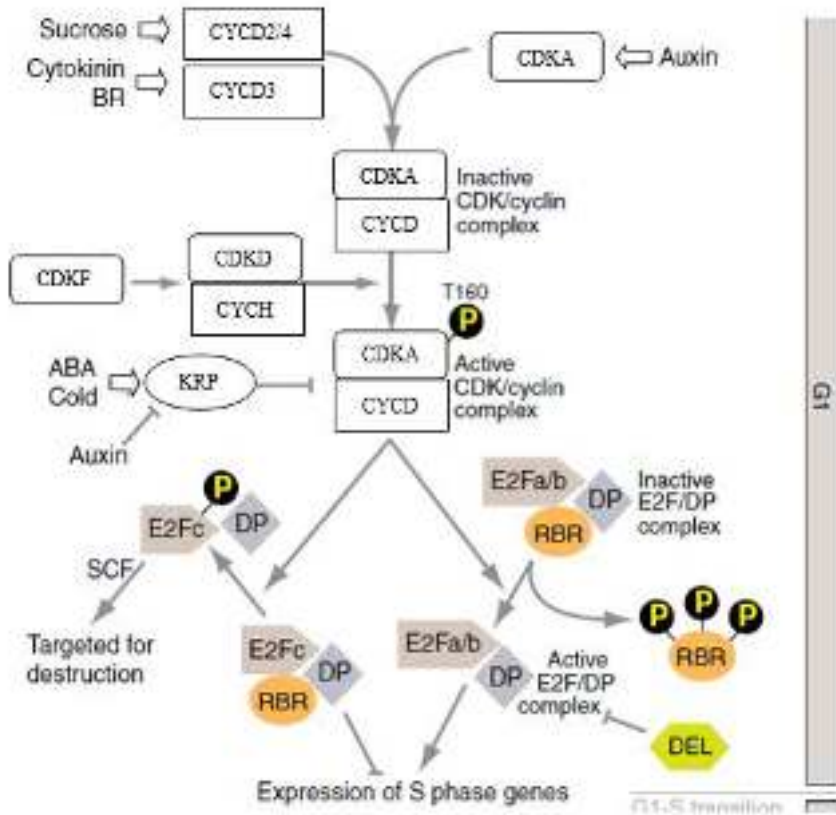 Sucrose
CYCD2/4
Cytokinin
BR
CYCD3
CDKA
Auxin
CDKA
CYCD
Inactive
CDK/cyclin
complex
CDKF
CDKD
CYCH
T160
P
CDKA
CYCD
Active
CDK/cyclin
complex
ABA
Cold
KRP
Auxin
G1
P
E2Fc
DP
SCF
Targeted for
destruction
E2Fa/b
DP
RBR
Inactive
E2F/DP
complex
E2Fc
DP
RBR
E2Fa/b
DP
Active
E2F/DP
complex
P
P
P
RBR
DEL
Expression of S phase genes
G1-S transition